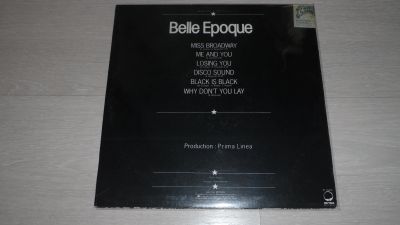 Belle Epoque
MISS BROADWAY
ME AND YOU
LOSING YOU
DISCO SOUND
BLACK IS BLACK
WHY DON'T YOU LAY
Production : Prima Linea